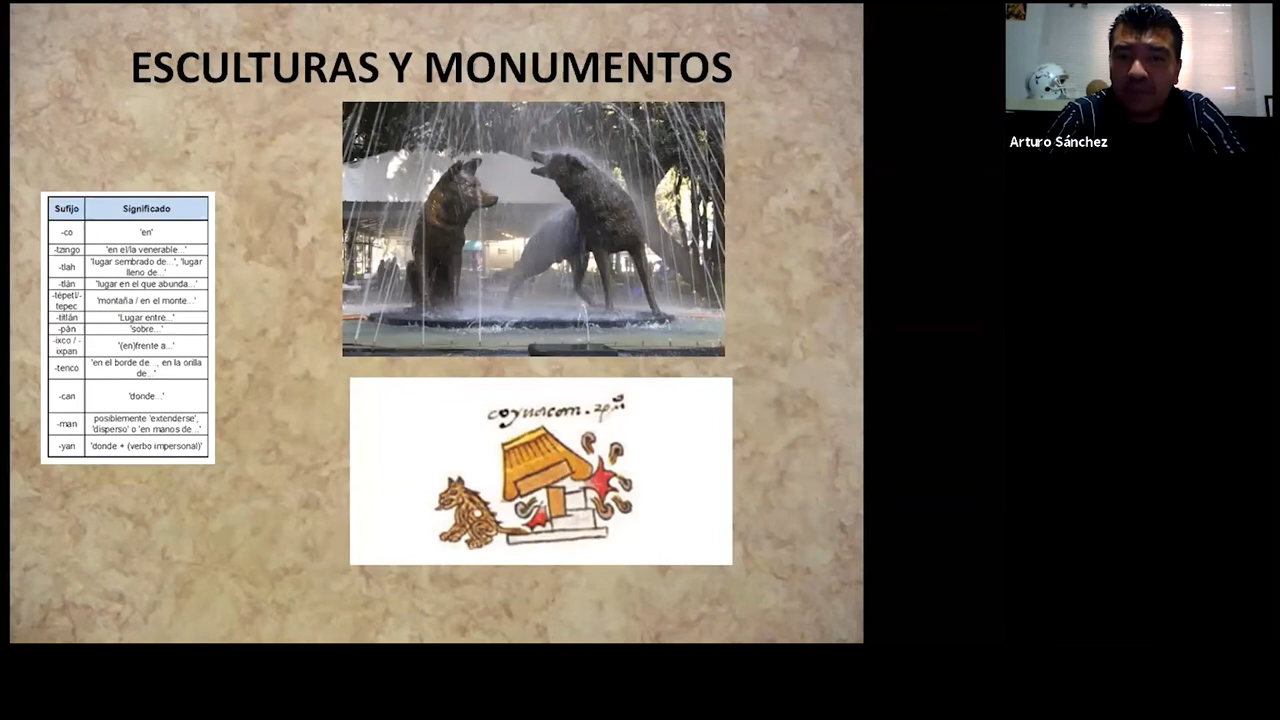 ESCULTURAS Y MONUMENTOS
Arturo Sánchez
Sufijo Significado
-co 'en'
-tzingo 'en el/la venerable...'
-tlah 'lugar sembrado de...', 'lugar
lleno de...'
-tlán 'lugar en el que abunda...'
-tépetl/-
tepec 'montaña / en el monte...'
-titlán 'Lugar entre...'
-pán 'sobre...'
-ixco / -
ixpan '(en)frente a...'
-tenco 'en el borde de..., en la orilla
de...'
-can 'donde...'
-man posiblemente 'extenderse',
'disperso' o 'en manos de...'
-yan 'donde + (verbo impersonal)'